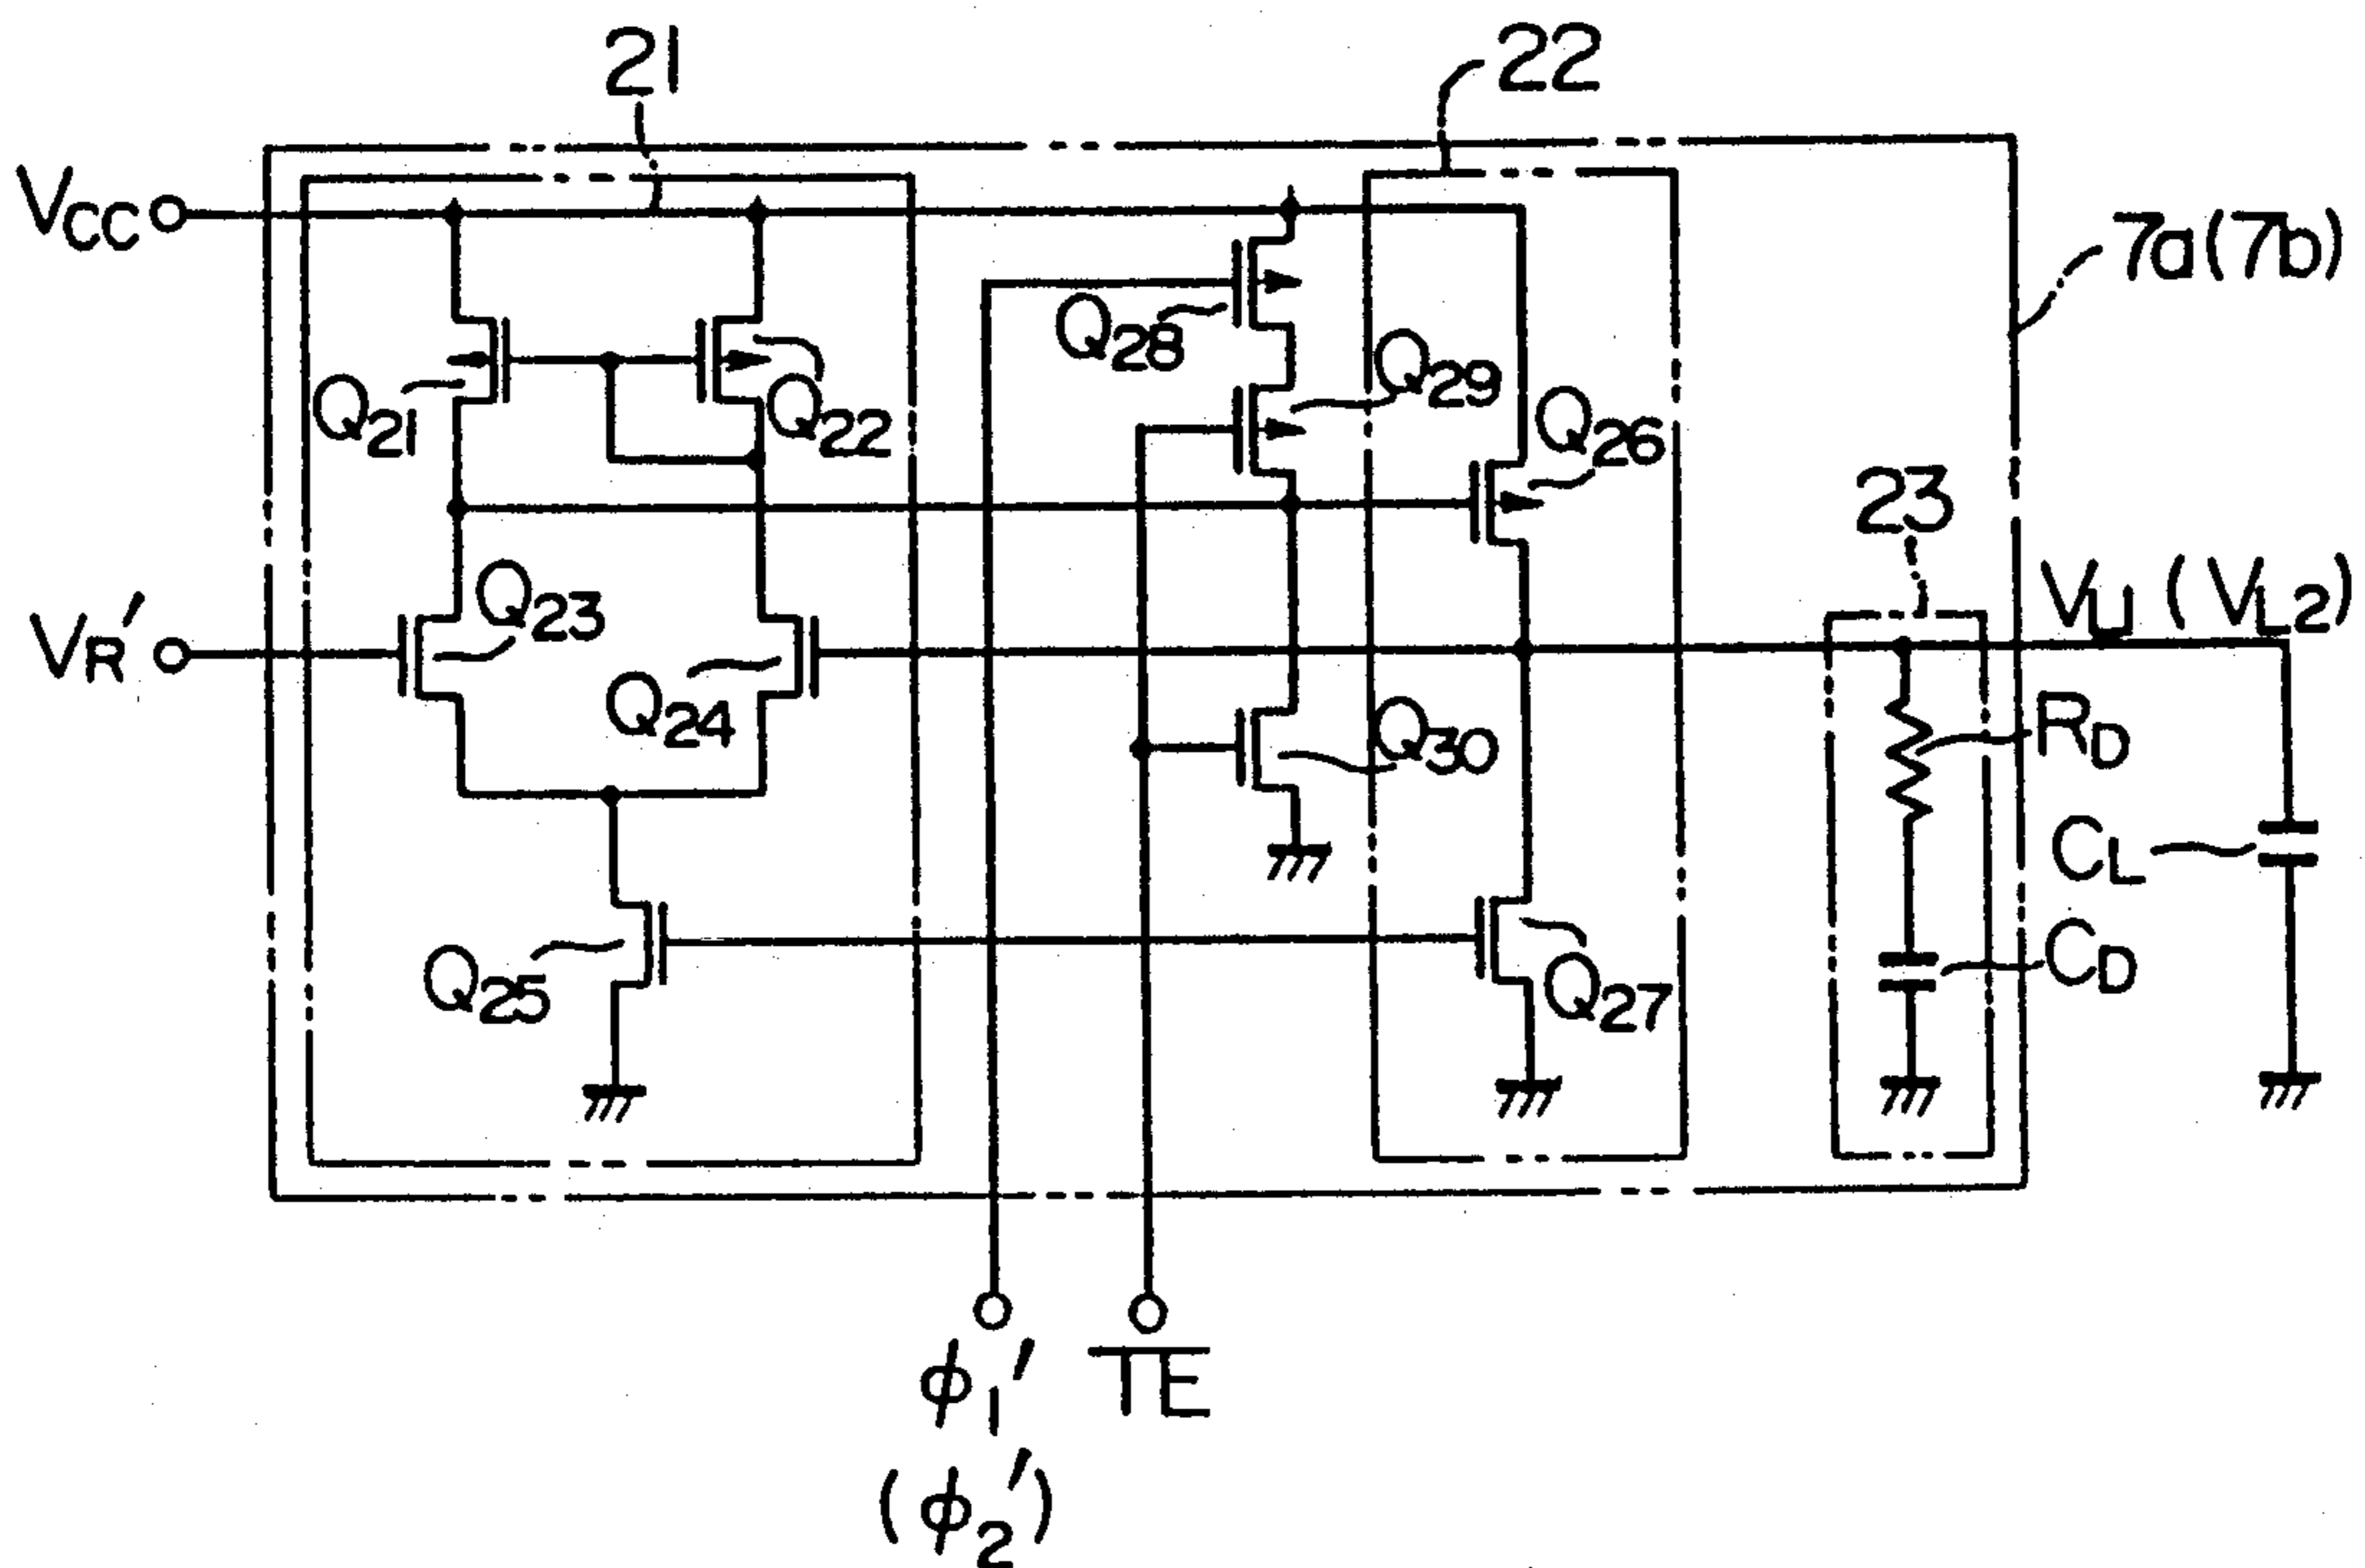 21
22
VCC
7a(7b)
Q28
Q29
Q21
Q22
Q26
23
VL1 (VL2)
Q23
VR'
Q24
Q30
RD
CL
CD
Q25
Q27
ϕ1' TE
(ϕ2')